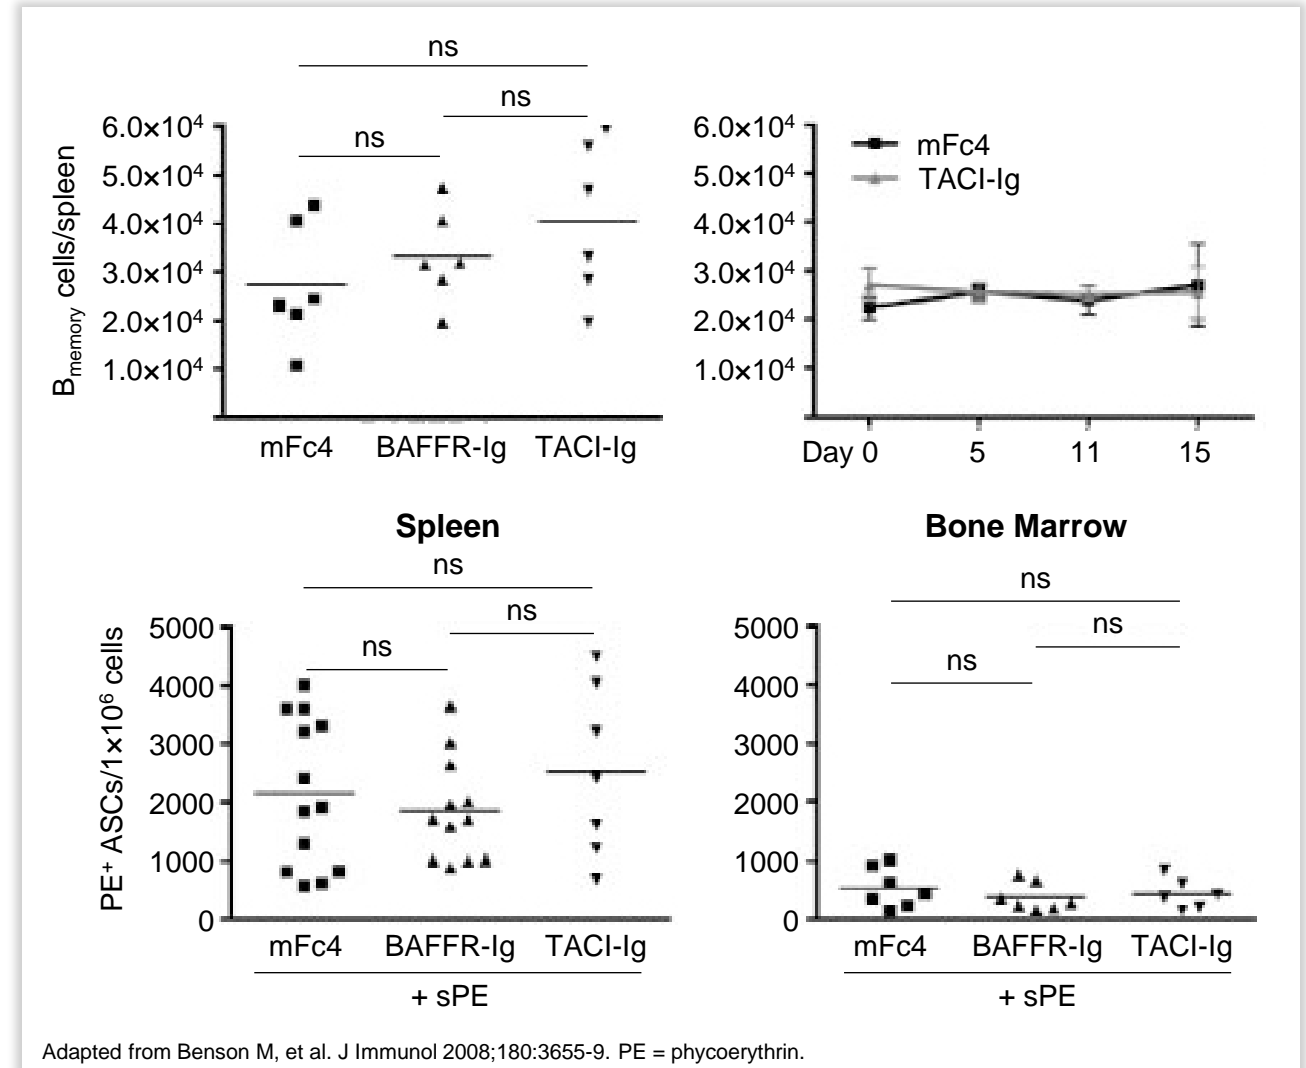 ns
ns
ns
6.0×10⁴
5.0×10⁴
4.0×10⁴
3.0×10⁴
2.0×10⁴
1.0×10⁴
B_memory cells/spleen
mFc4 BAFFR-Ig TACI-Ig
6.0×10⁴
5.0×10⁴
4.0×10⁴
3.0×10⁴
2.0×10⁴
1.0×10⁴
mFc4
TACI-Ig
Day 0 5 11 15
Spleen
ns
ns
ns
5000
4000
3000
2000
1000
0
PE⁺ ASCs/1×10⁶ cells
mFc4 BAFFR-Ig TACI-Ig
+ sPE
Bone Marrow
ns
ns
ns
5000
4000
3000
2000
1000
0
mFc4 BAFFR-Ig TACI-Ig
+ sPE
Adapted from Benson M, et al. J Immunol 2008;180:3655-9. PE = phycoerythrin.